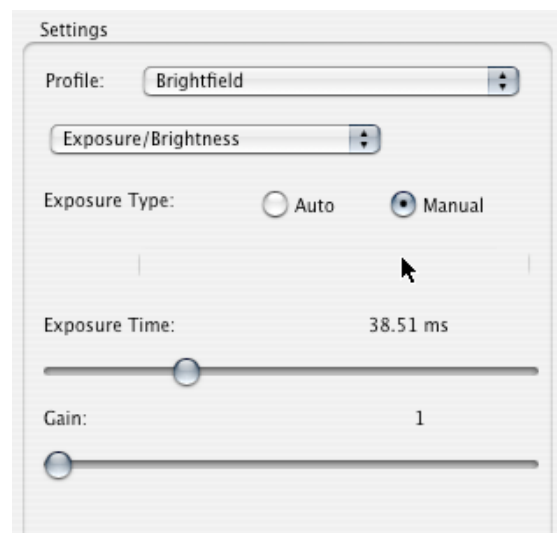 Settings
Profile: Brightfield
Exposure/Brightness
Exposure Type: Auto Manual
Exposure Time: 38.51 ms
Gain: 1